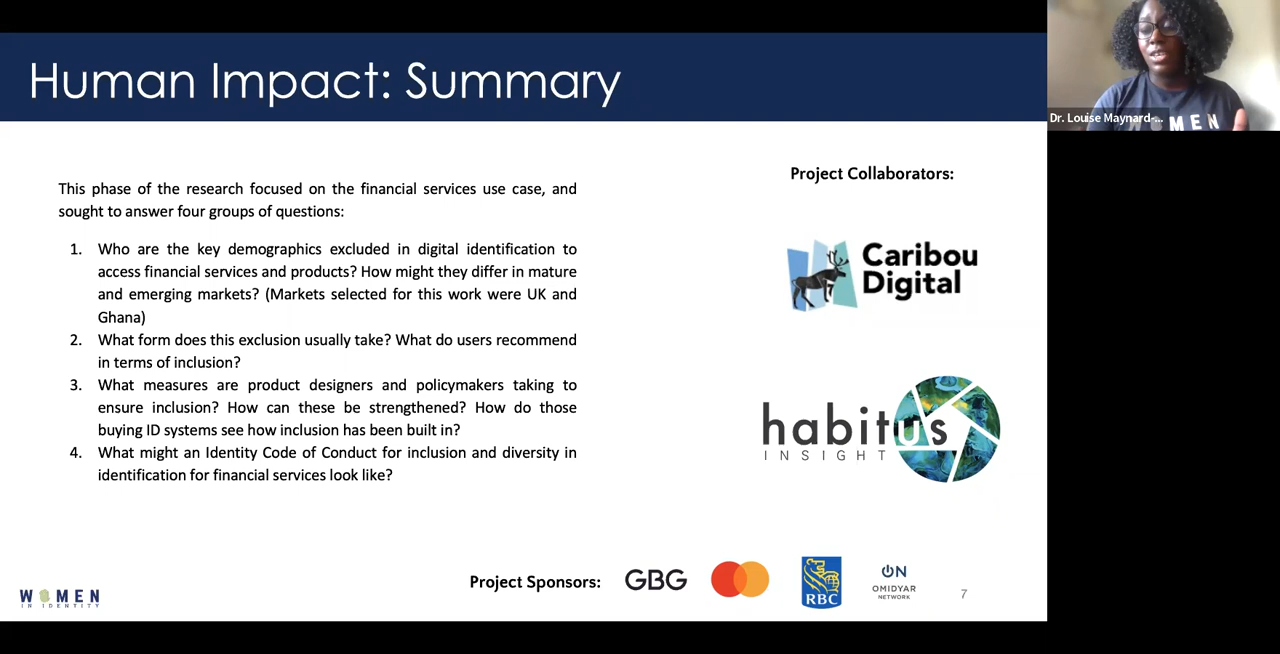 Human Impact: Summary
Dr. Louise Maynard-...
WOMEN
This phase of the research focused on the financial services use case, and
sought to answer four groups of questions:
1. Who are the key demographics excluded in digital identification to
access financial services and products? How might they differ in mature
and emerging markets? (Markets selected for this work were UK and
Ghana)
2. What form does this exclusion usually take? What do users recommend
in terms of inclusion?
3. What measures are product designers and policymakers taking to
ensure inclusion? How can these be strengthened? How do those
buying ID systems see how inclusion has been built in?
4. What might an Identity Code of Conduct for inclusion and diversity in
identification for financial services look like?
Project Collaborators:
Caribou
Digital
habitus
INSIGHT
Project Sponsors:
GBG
RBC
ON
OMIDYAR
NETWORK
7
WOMEN
IN IDENTITY